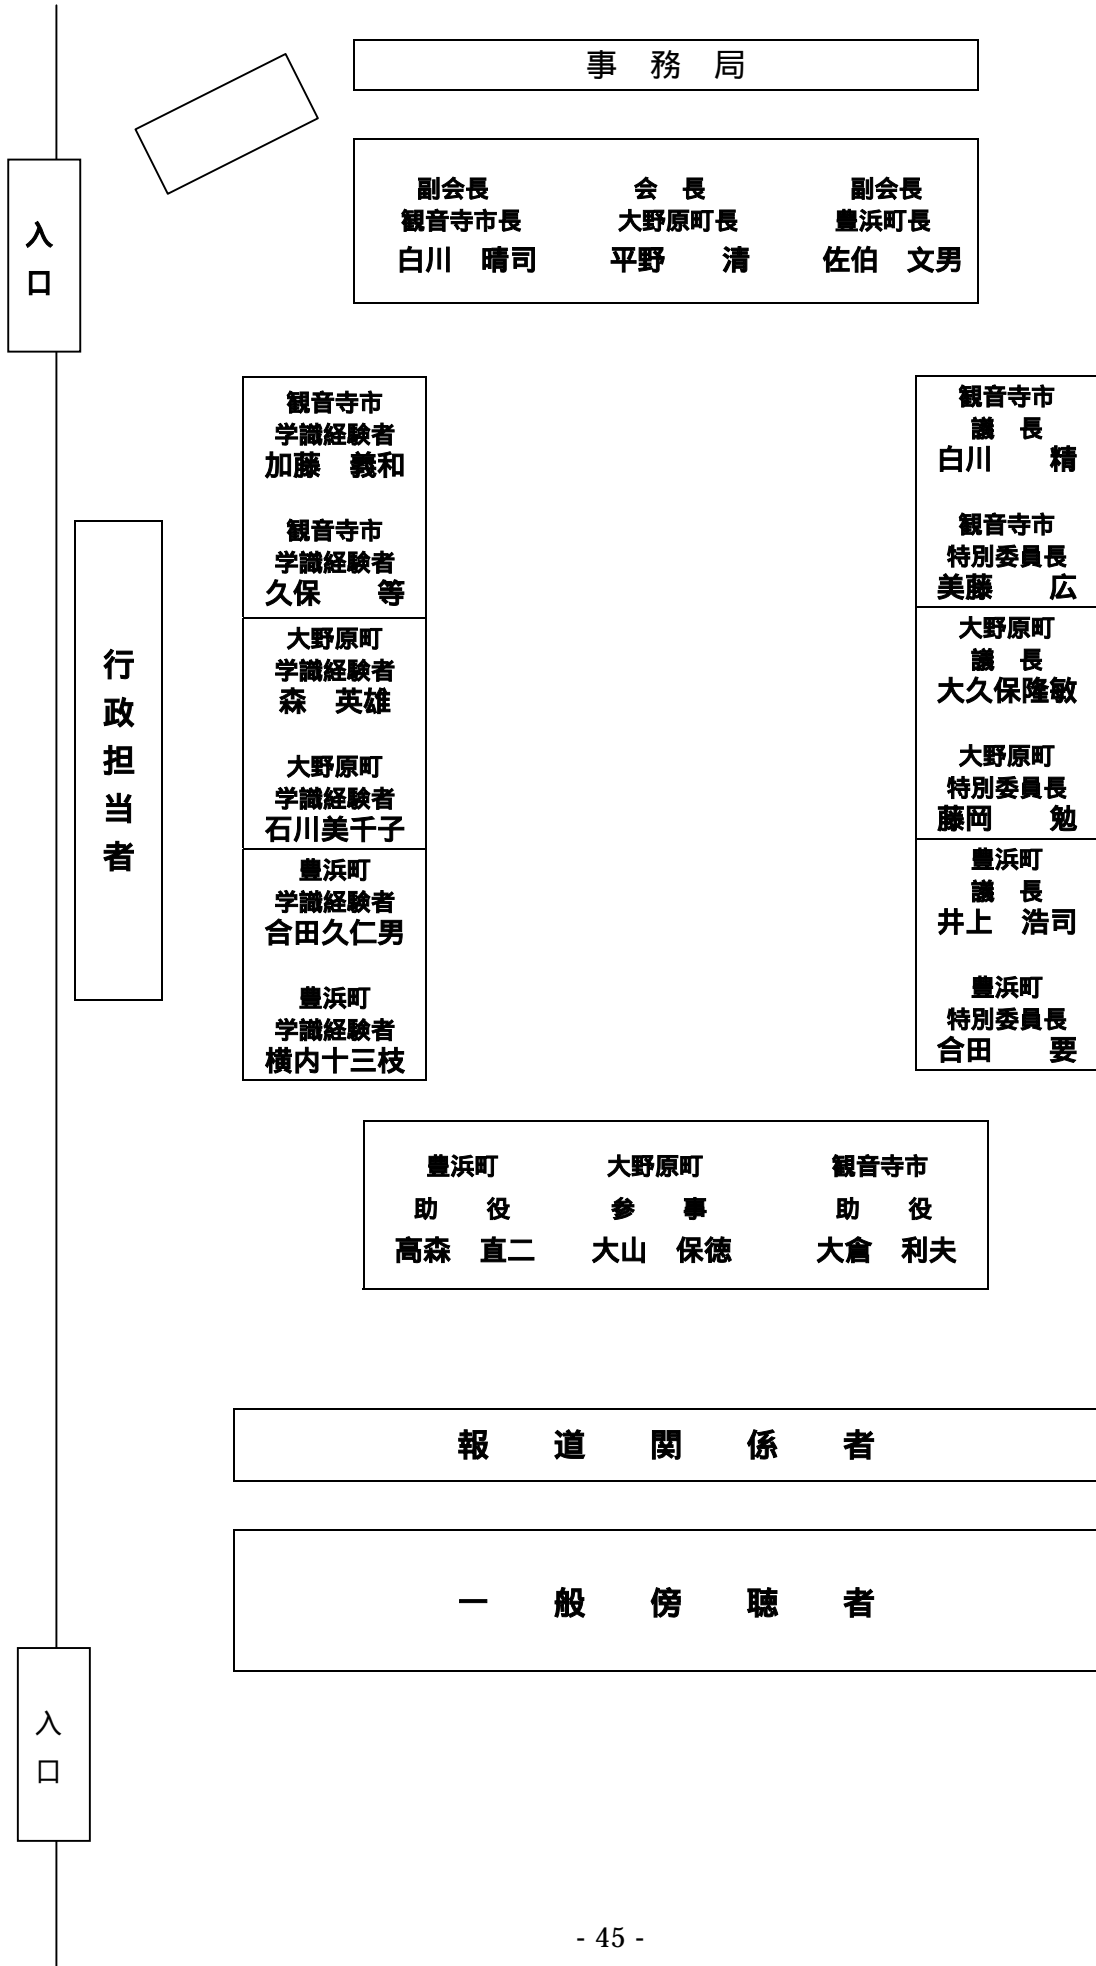 事　務　局
副会長　会　長　副会長
観音寺市長　大野原町長　豊浜町長
白川　晴司　平野　　清　佐伯　文男
入
口
観音寺市
学識経験者
加藤　義和
観音寺市
学識経験者
久保　　等
大野原町
学識経験者
森　英雄
大野原町
学識経験者
石川美千子
豊浜町
学識経験者
合田久仁男
豊浜町
学識経験者
横内十三枝
観音寺市
議　長
白川　　精
観音寺市
特別委員長
美藤　　広
大野原町
議　長
大久保隆敏
大野原町
特別委員長
藤岡　　勉
豊浜町
議　長
井上　浩司
豊浜町
特別委員長
合田　　要
行
政
担
当
者
豊浜町　大野原町　観音寺市
助　　役　参　　事　助　　役
高森　直二　大山　保徳　大倉　利夫
報　道　関　係　者
一　般　傍　聴　者
入
口
- 45 -